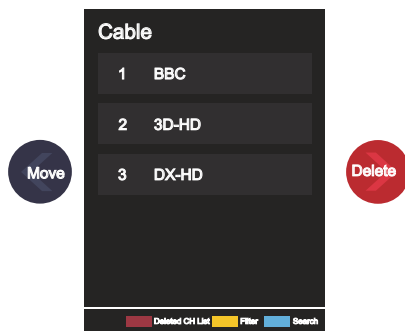 Cable
1 BBC
2 3D-HD
3 DX-HD
Move
Delete
Deleted CH List Filter Search